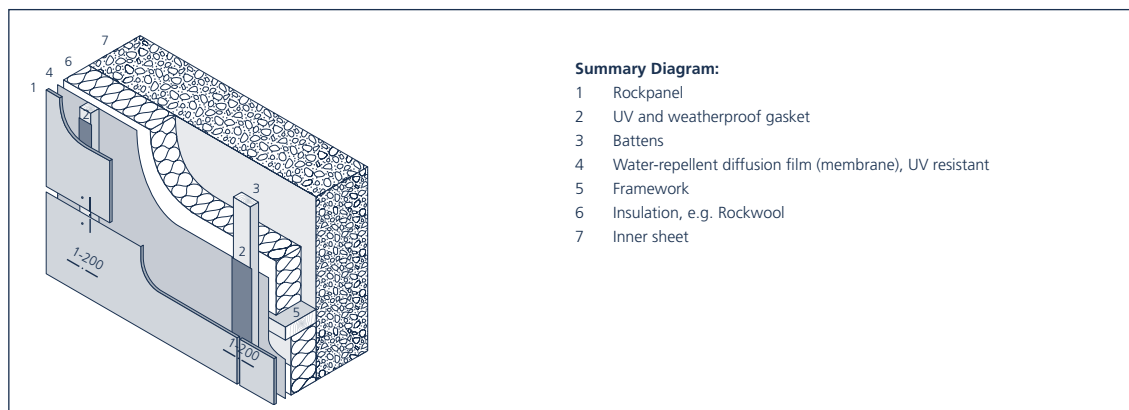 7
6
4
1
2
3
1-200
2
5
1-200
Summary Diagram:
1 Rockpanel
2 UV and weatherproof gasket
3 Battens
4 Water-repellent diffusion film (membrane), UV resistant
5 Framework
6 Insulation, e.g. Rockwool
7 Inner sheet